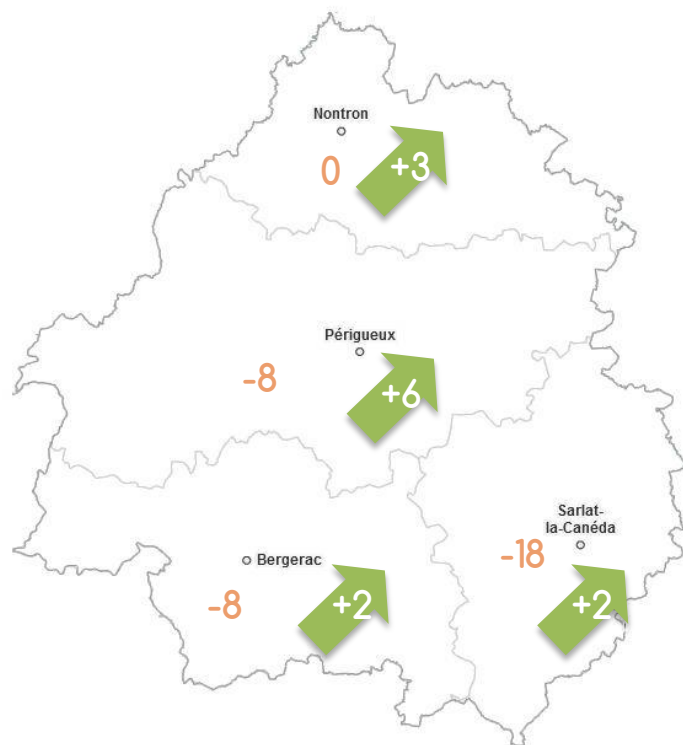 Nontron
0
+3
Périgueux
-8
+6
Sarlat-
la-Canéda
-18
Bergerac
-8
+2
+2